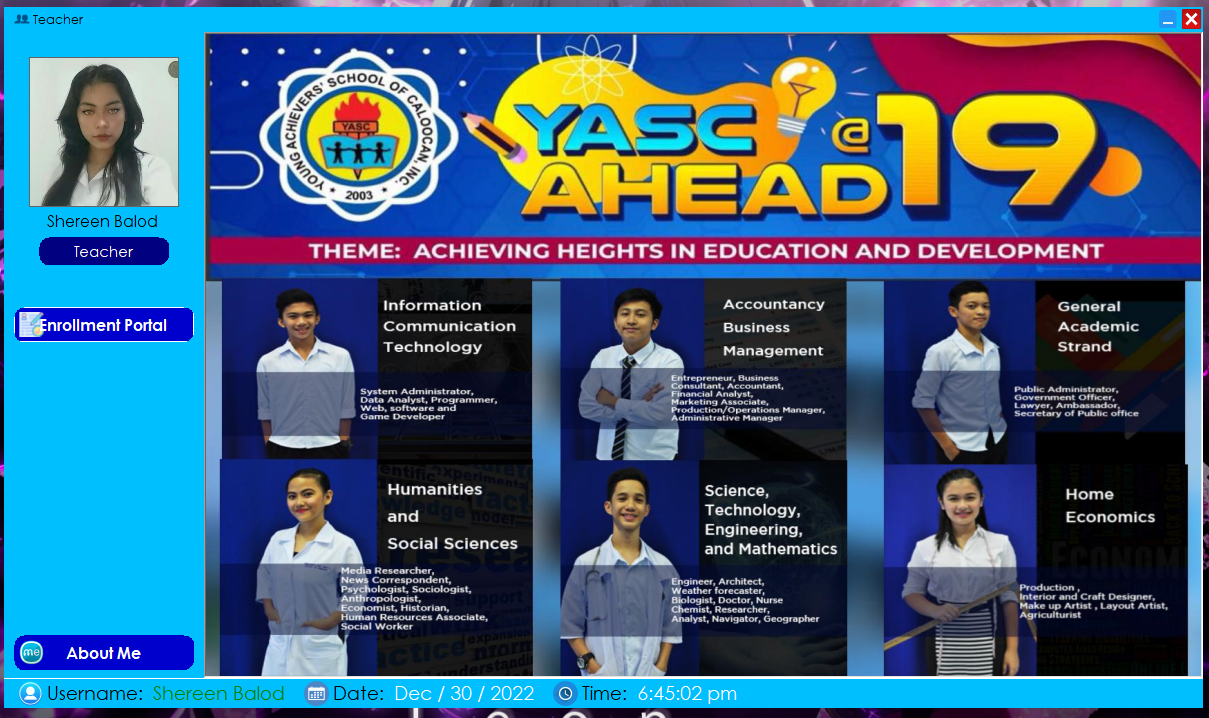 Teacher
Shereen Balod
Teacher
Enrollment Portal
me
About Me
YOUNG ACHIEVERS' SCHOOL OF CALOOCAN, INC.
YASC
2003
YASC
AHEAD
@19
THEME: ACHIEVING HEIGHTS IN EDUCATION AND DEVELOPMENT
Information
Communication
Technology
System Administrator,
Data Analyst, Programmer,
Web, software and
Game Developer
Accountancy
Business
Management
Entrepreneur, Business
Consultant, Accountant,
Financial Analyst,
Marketing Associate,
Production/Operations Manager,
Administrative Manager
General
Academic
Strand
Public Administrator,
Government Officer,
Lawyer, Ambassador,
Secretary of Public office
Humanities
and
Social Sciences
Media Researcher,
News Correspondent,
Psychologist, Sociologist,
Anthropologist,
Economist, Historian,
Human Resources Associate,
Social Worker
Science,
Technology,
Engineering,
and Mathematics
Engineer, Architect,
Weather forecaster,
Biologist, Doctor, Nurse
Chemist, Researcher,
Analyst, Navigator, Geographer
Home
Economics
Production ,
Interior and Craft Designer,
Make up Artist , Layout Artist,
Agriculturist
Username: Shereen Balod Date: Dec / 30 / 2022 Time: 6:45:02 pm